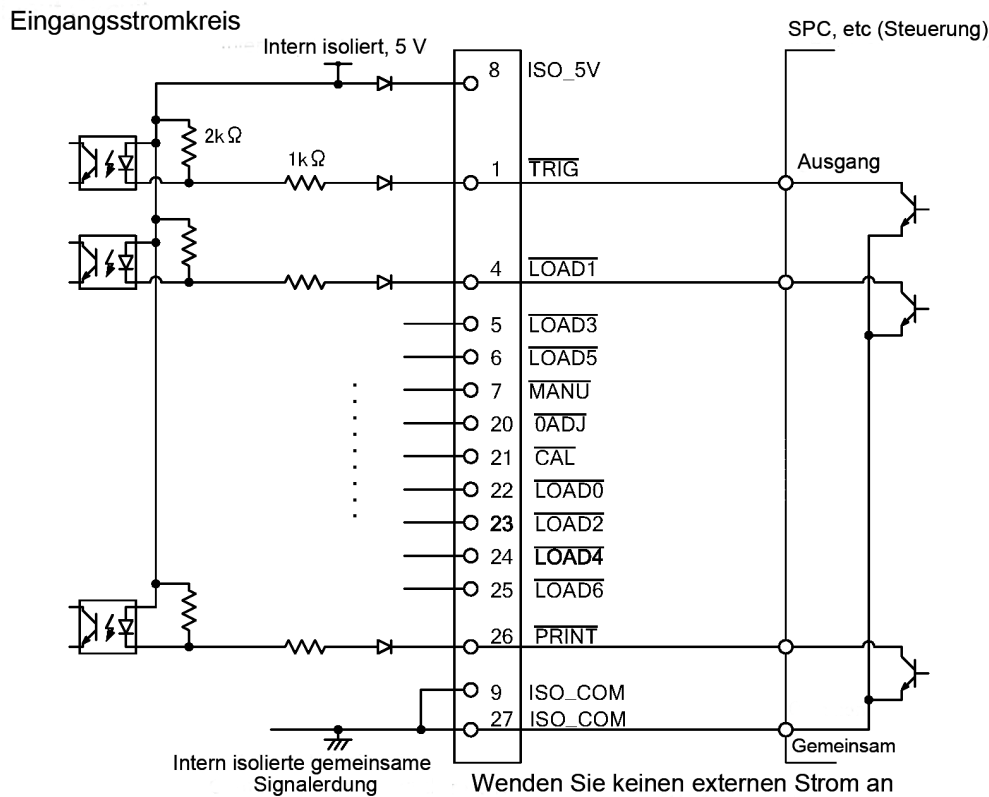 Eingangsstromkreis
SPC, etc (Steuerung)
Intern isoliert, 5 V
8 ISO_5V
2kΩ
1kΩ
1 TRIG
Ausgang
4 LOAD1
5 LOAD3
6 LOAD5
7 MANU
20 0ADJ
21 CAL
22 LOAD0
23 LOAD2
24 LOAD4
25 LOAD6
26 PRINT
9 ISO_COM
27 ISO_COM
Gemeinsam
Intern isolierte gemeinsame
Signalerdung
Wenden Sie keinen externen Strom an